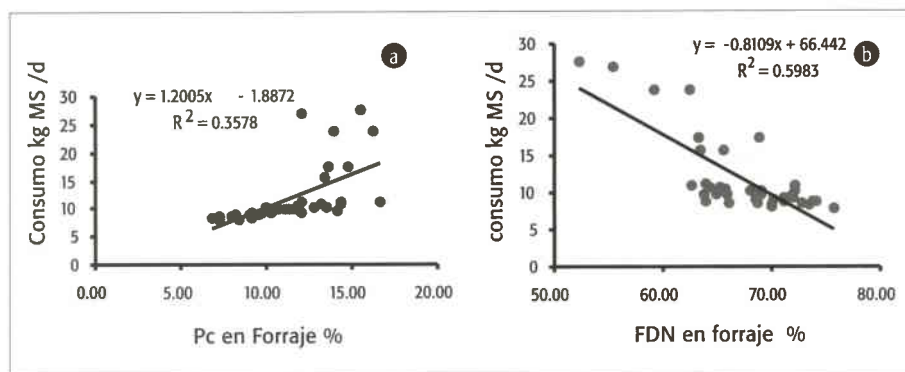 a
y = 1.2005x - 1.8872
R² = 0.3578
Consumo kg MS /d
30
25
20
15
10
5
0
0.00 5.00 10.00 15.00 20.00
Pc en Forraje %
b
y = -0.8109x + 66.442
R² = 0.5983
consumo kg MS /d
30
25
20
15
10
5
0
50.00 60.00 70.00 80.00
FDN en forraje %